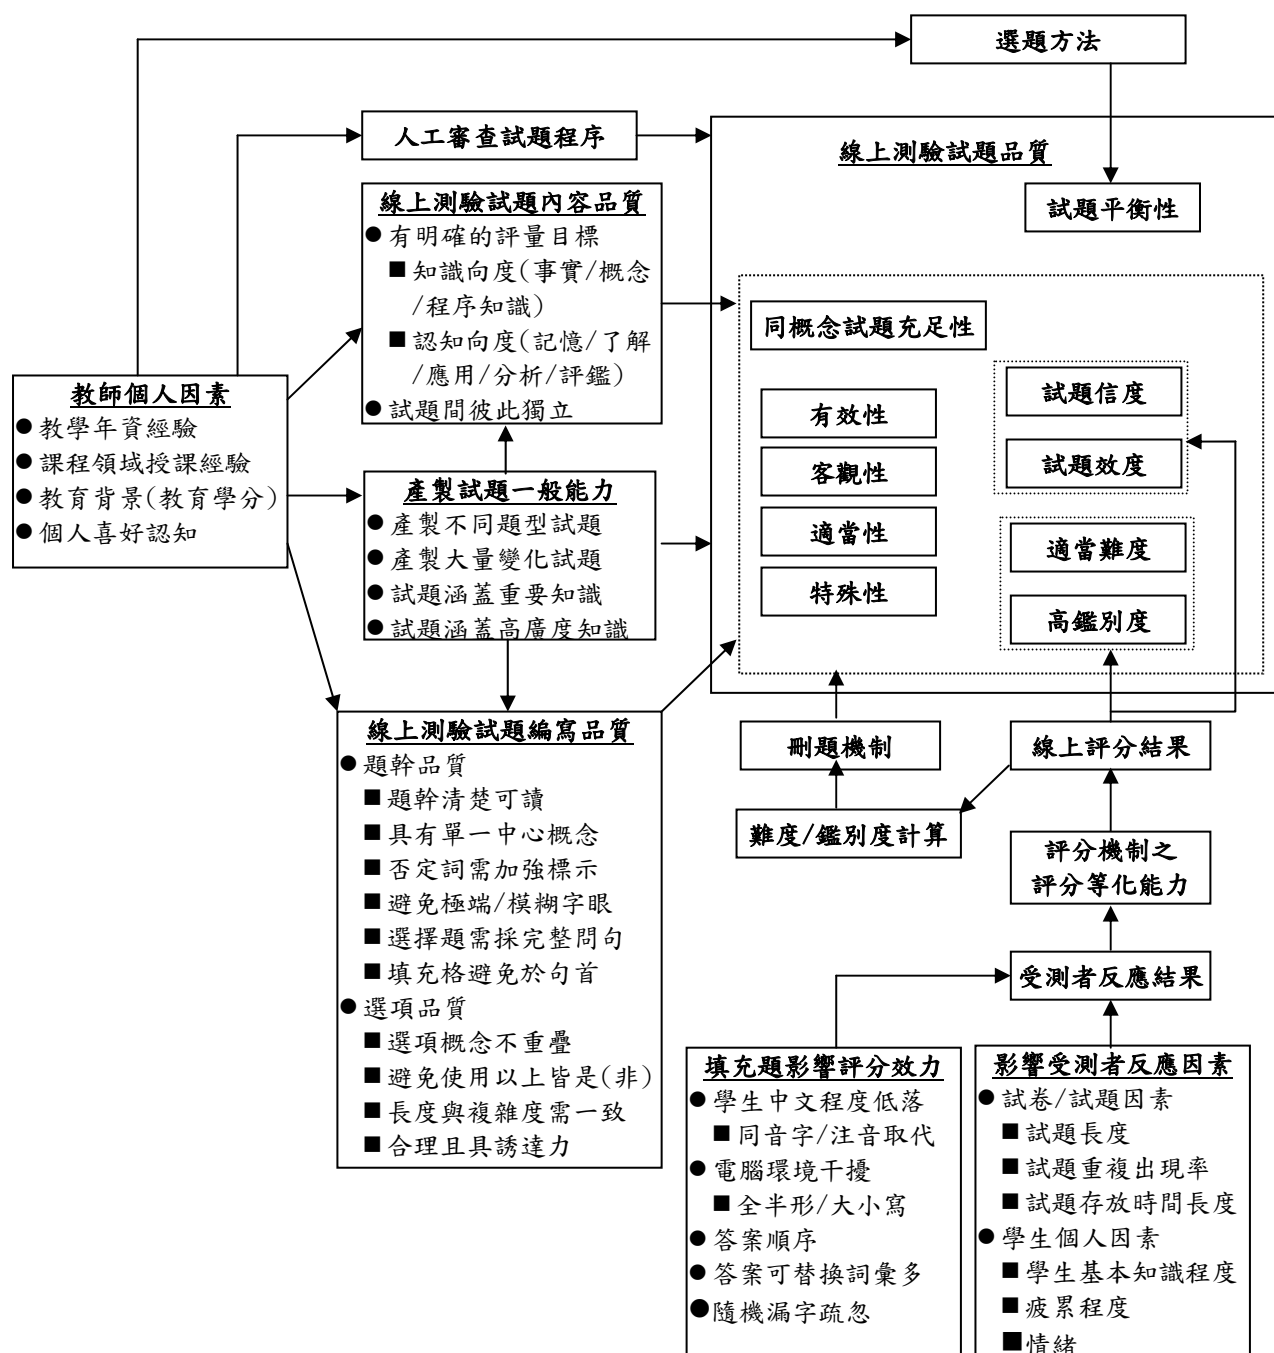 選題方法
人工審查試題程序
線上測驗試題品質
試題平衡性
線上測驗試題內容品質
●有明確的評量目標
■知識向度(事實/概念
/程序知識)
■認知向度(記憶/了解
/應用/分析/評鑑)
●試題間彼此獨立
同概念試題充足性
有效性
客觀性
適當性
特殊性
試題信度
試題效度
適當難度
高鑑別度
教師個人因素
●教學年資經驗
●課程領域授課經驗
●教育背景(教育學分)
●個人喜好認知
產製試題一般能力
●產製不同題型試題
●產製大量變化試題
●試題涵蓋重要知識
●試題涵蓋高廣度知識
線上測驗試題編寫品質
●題幹品質
■題幹清楚可讀
■具有單一中心概念
■否定詞需加強標示
■避免極端/模糊字眼
■選擇題需採完整問句
■填充格避免於句首
●選項品質
■選項概念不重疊
■避免使用以上皆是(非)
■長度與複雜度需一致
■合理且具誘達力
刪題機制
線上評分結果
難度/鑑別度計算
評分機制之
評分等化能力
受測者反應結果
填充題影響評分效力
●學生中文程度低落
■同音字/注音取代
●電腦環境干擾
■全半形/大小寫
●答案順序
●答案可替換詞彙多
●隨機漏字疏忽
影響受測者反應因素
●試卷/試題因素
■試題長度
■試題重複出現率
■試題存放時間長度
●學生個人因素
■學生基本知識程度
■疲累程度
■情緒